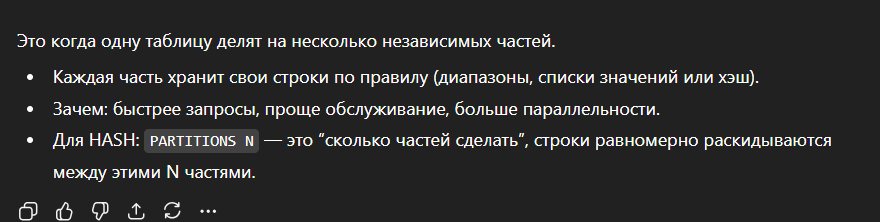 Это когда одну таблицу делят на несколько независимых частей.
• Каждая часть хранит свои строки по правилу (диапазоны, списки значений или хэш).
• Зачем: быстрее запросы, проще обслуживание, больше параллельности.
• Для HASH: PARTITIONS N — это “сколько частей сделать”, строки равномерно раскидываются
между этими N частями.